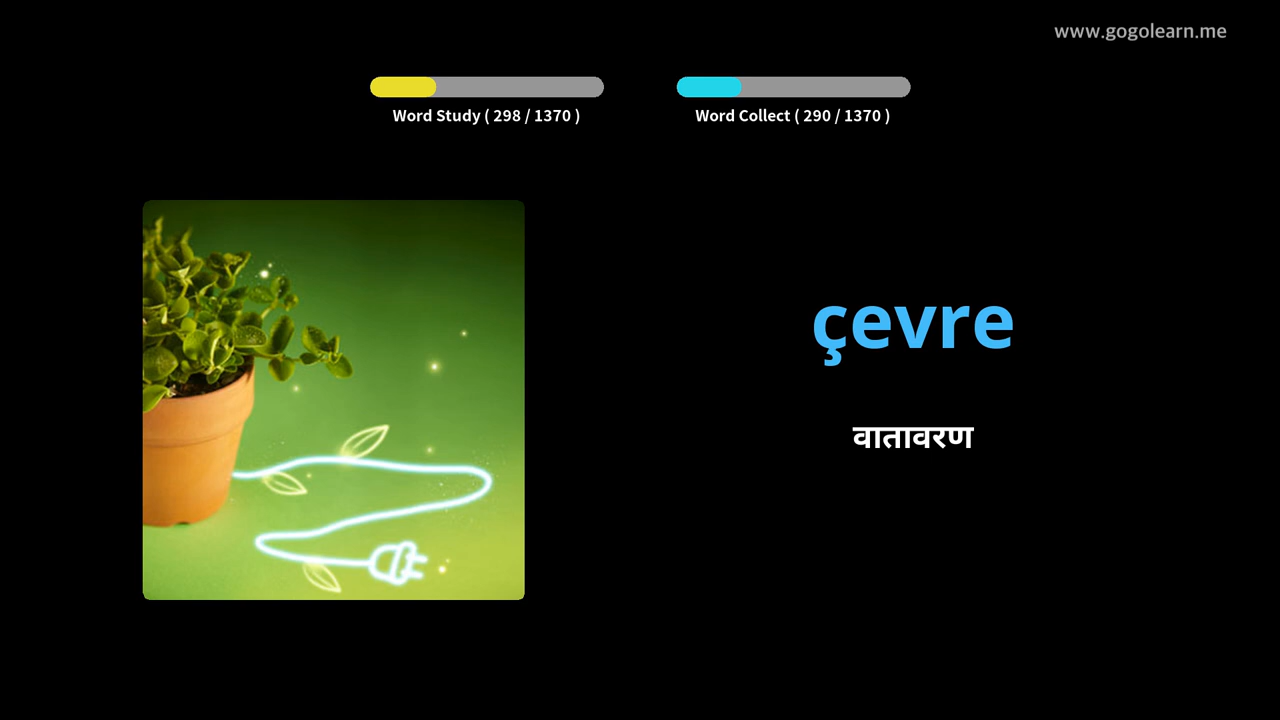 www.gogolearn.me
Word Study ( 298 / 1370 )
Word Collect ( 290 / 1370 )
çevre
वातावरण